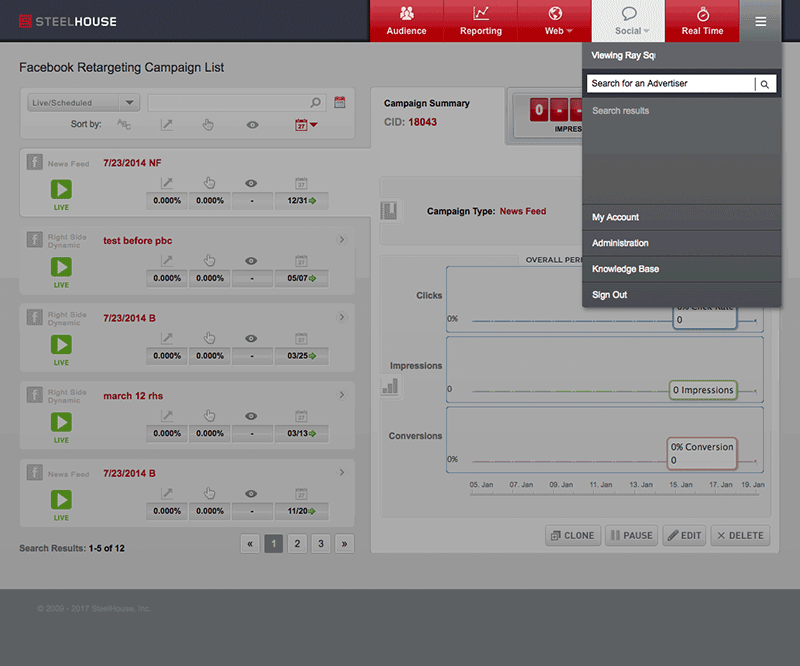 STEELHOUSE
Audience
Reporting
Web
Social
Real Time
Viewing Ray Sq
Search for an Advertiser
Search results
My Account
Administration
Knowledge Base
Sign Out
Facebook Retargeting Campaign List
Live/Scheduled
Sort by:
27
News Feed
7/23/2014 NF
LIVE
0.000% 0.000% - 12/31
Right Side
Dynamic
test before pbc
LIVE
0.000% 0.000% - 05/07
Right Side
Dynamic
7/23/2014 B
LIVE
0.000% 0.000% - 03/25
Right Side
Dynamic
march 12 rhs
LIVE
0.000% 0.000% - 03/13
News Feed
7/23/2014 B
LIVE
0.000% 0.000% - 11/20
Search Results: 1-5 of 12
« 1 2 3 »
Campaign Summary
CID: 18043
0 - -
IMPRES
Campaign Type: News Feed
OVERALL PER
Clicks
0%
0% Click Rate
0
Impressions
0
0 Impressions
Conversions
0%
0% Conversion
0
05. Jan 07. Jan 09. Jan 11. Jan 13. Jan 15. Jan 17. Jan 19. Jan
CLONE PAUSE EDIT DELETE
© 2009 - 2017 SteelHouse, Inc.